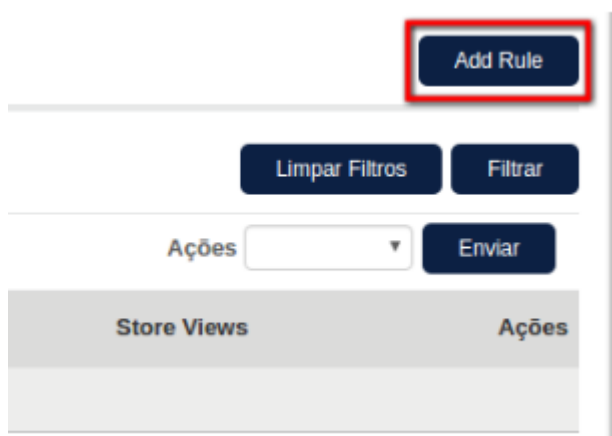 Add Rule
Limpar Filtros Filtrar
Ações Enviar
Store Views Ações